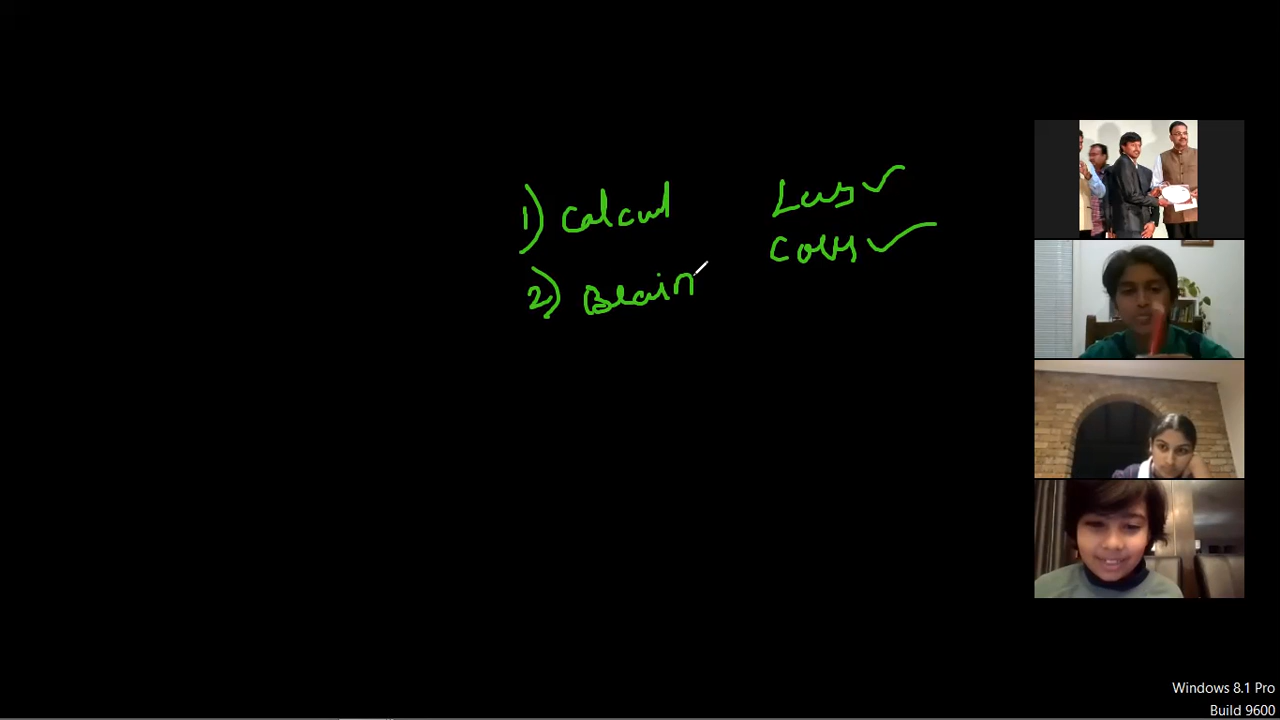 1) Calcul
2) Brain
Windows 8.1 Pro
Build 9600